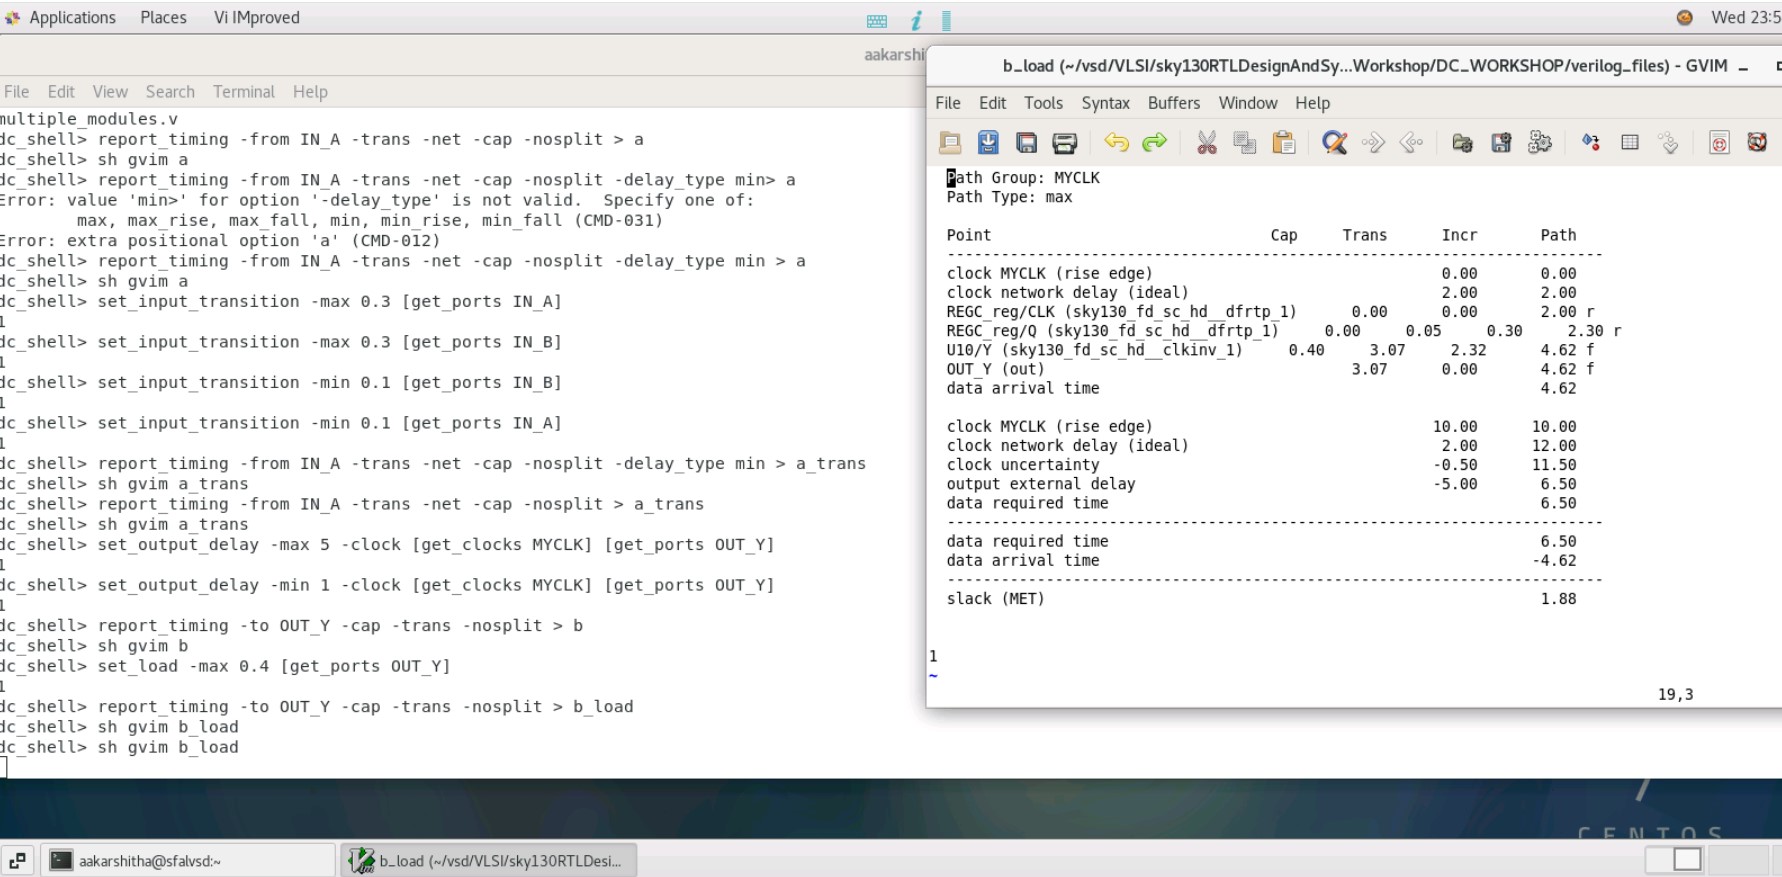 Applications Places Vi IMproved
Wed 23:5
aakarshi
File Edit View Search Terminal Help
multiple_modules.v
dc_shell> report_timing -from IN_A -trans -net -cap -nosplit > a
dc_shell> sh gvim a
dc_shell> report_timing -from IN_A -trans -net -cap -nosplit -delay_type min> a
Error: value 'min>' for option '-delay_type' is not valid.  Specify one of:
max, max_rise, max_fall, min, min_rise, min_fall (CMD-031)
Error: extra positional option 'a' (CMD-012)
dc_shell> report_timing -from IN_A -trans -net -cap -nosplit -delay_type min > a
dc_shell> sh gvim a
dc_shell> set_input_transition -max 0.3 [get_ports IN_A]
1
dc_shell> set_input_transition -max 0.3 [get_ports IN_B]
1
dc_shell> set_input_transition -min 0.1 [get_ports IN_B]
1
dc_shell> set_input_transition -min 0.1 [get_ports IN_A]
1
dc_shell> report_timing -from IN_A -trans -net -cap -nosplit -delay_type min > a_trans
dc_shell> sh gvim a_trans
dc_shell> report_timing -from IN_A -trans -net -cap -nosplit > a_trans
dc_shell> sh gvim a_trans
dc_shell> set_output_delay -max 5 -clock [get_clocks MYCLK] [get_ports OUT_Y]
1
dc_shell> set_output_delay -min 1 -clock [get_clocks MYCLK] [get_ports OUT_Y]
1
dc_shell> report_timing -to OUT_Y -cap -trans -nosplit > b
dc_shell> sh gvim b
dc_shell> set_load -max 0.4 [get_ports OUT_Y]
1
dc_shell> report_timing -to OUT_Y -cap -trans -nosplit > b_load
dc_shell> sh gvim b_load
dc_shell> sh gvim b_load
b_load (~/vsd/VLSI/sky130RTLDesignAndSy...Workshop/DC_WORKSHOP/verilog_files) - GVIM
File Edit Tools Syntax Buffers Window Help
Path Group: MYCLK
Path Type: max
Point Cap Trans Incr Path
-------------------------------------------------------------------------
clock MYCLK (rise edge) 0.00 0.00
clock network delay (ideal) 2.00 2.00
REGC_reg/CLK (sky130_fd_sc_hd__dfrtp_1) 0.00 0.00 2.00 r
REGC_reg/Q (sky130_fd_sc_hd__dfrtp_1) 0.00 0.05 0.30 2.30 r
U10/Y (sky130_fd_sc_hd__clkinv_1) 0.40 3.07 2.32 4.62 f
OUT_Y (out) 3.07 0.00 4.62 f
data arrival time 4.62
clock MYCLK (rise edge) 10.00 10.00
clock network delay (ideal) 2.00 12.00
clock uncertainty -0.50 11.50
output external delay -5.00 6.50
data required time 6.50
-------------------------------------------------------------------------
data required time 6.50
data arrival time -4.62
-------------------------------------------------------------------------
slack (MET) 1.88
1
~
19,3
7
CENTOS
aakarshitha@sfalvsd:~
b_load (~/vsd/VLSI/sky130RTLDesi...